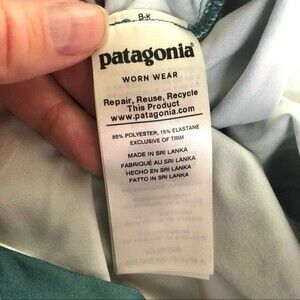 B-K
patagonia®
WORN WEAR
Repair, Reuse, Recycle
This Product
www.patagonia.com
85% POLYESTER, 15% ELASTANE
EXCLUSIVE OF TRIM
MADE IN SRI LANKA
FABRIQUÉ AU SRI LANKA
HECHO EN SRI LANKA
FATTO IN SRI LANKA